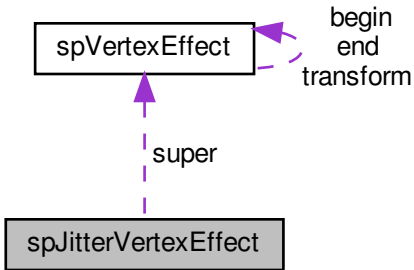 begin
end
transform
spVertexEffect
super
spJitterVertexEffect